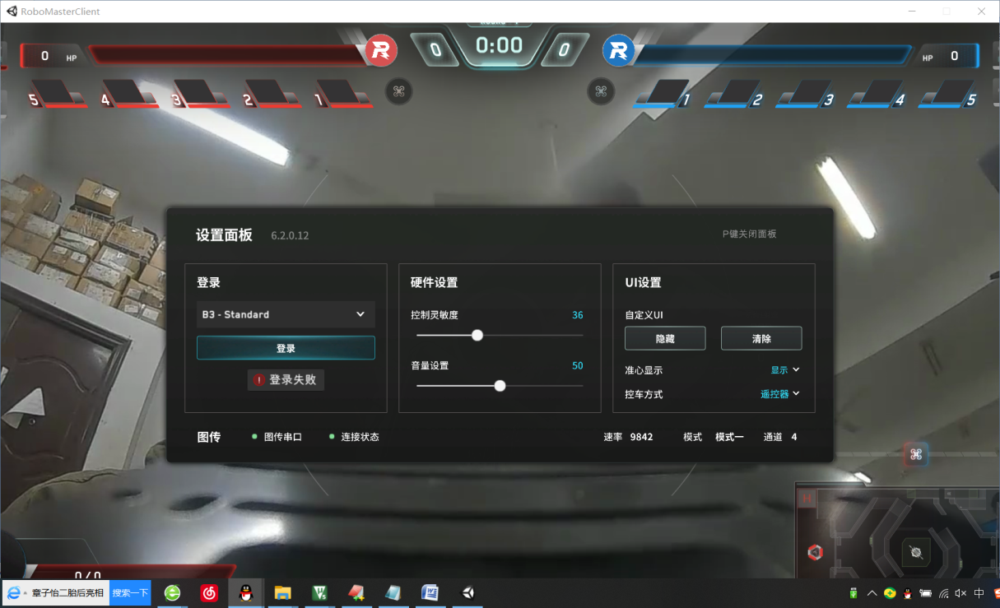 RoboMasterClient
0 HP
0
0:00
0
HP 0
5 4 3 2 1
1 2 3 4 5
设置面板 6.2.0.12
P键关闭面板
登录
B3 - Standard
登录
登录失败
硬件设置
控制灵敏度 36
音量设置 50
UI设置
自定义UI
隐藏 清除
准心显示 显示
控车方式 遥控器
图传 图传串口 连接状态
速率 9842 模式 模式一 通道 4
H
0/0
章子怡二胎后亮相 搜索一下
中